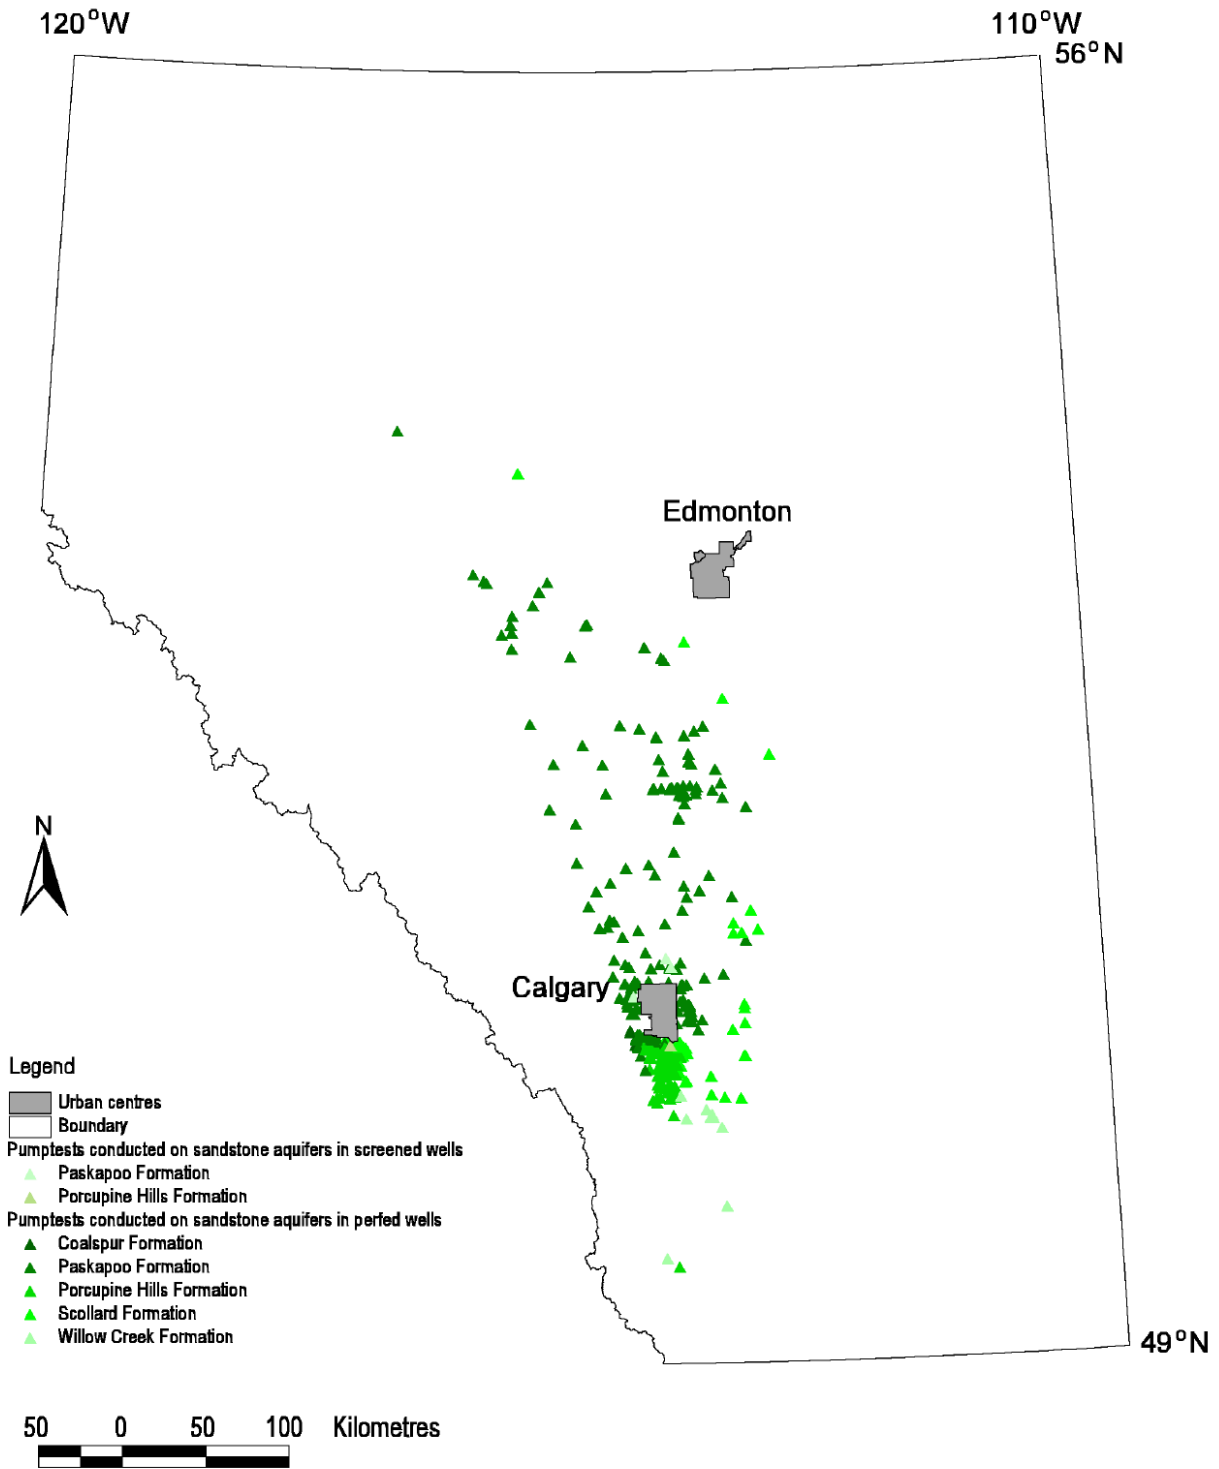 120°W
110°W
56°N
Edmonton
N
Calgary
Legend
Urban centres
Boundary
Pumptests conducted on sandstone aquifers in screened wells
Paskapoo Formation
Porcupine Hills Formation
Pumptests conducted on sandstone aquifers in perfed wells
Coalspur Formation
Paskapoo Formation
Porcupine Hills Formation
Scollard Formation
Willow Creek Formation
49°N
50 0 50 100 Kilometres